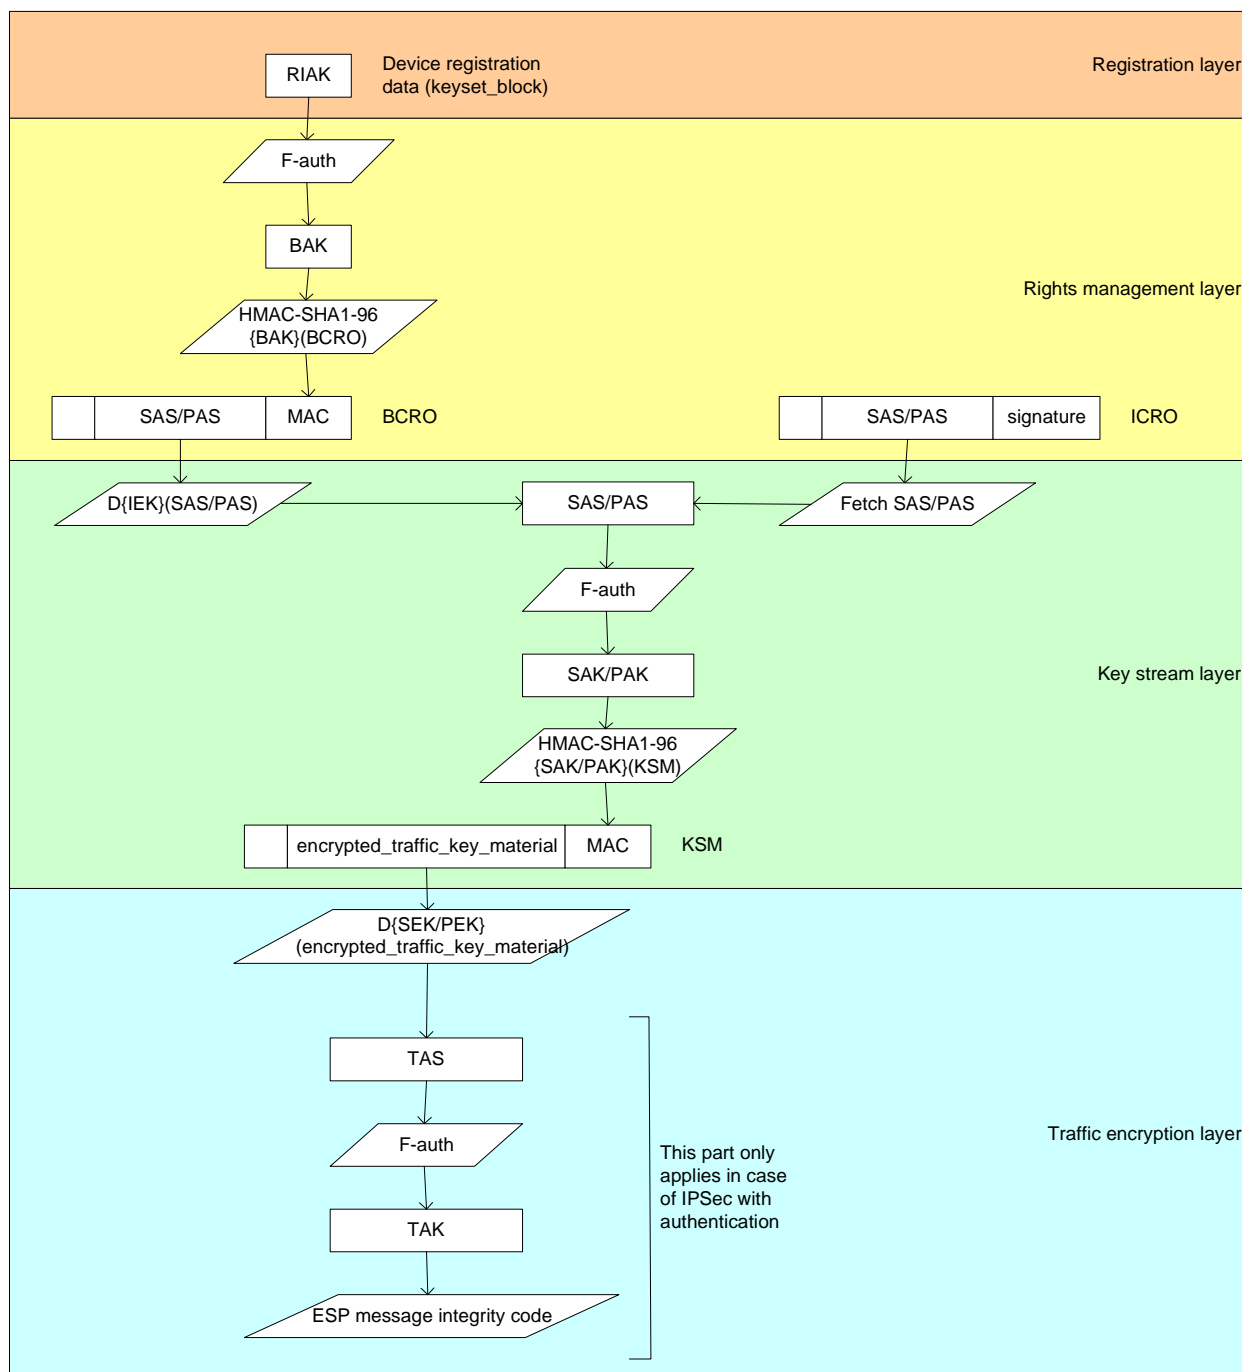 RIAK
Device registration
data (keyset_block)
Registration layer
F-auth
BAK
HMAC-SHA1-96
{BAK}(BCRO)
Rights management layer
SAS/PAS
MAC
BCRO
SAS/PAS
signature
ICRO
D{IEK}(SAS/PAS)
SAS/PAS
Fetch SAS/PAS
F-auth
SAK/PAK
Key stream layer
HMAC-SHA1-96
{SAK/PAK}(KSM)
encrypted_traffic_key_material
MAC
KSM
D{SEK/PEK}
(encrypted_traffic_key_material)
TAS
F-auth
Traffic encryption layer
This part only
applies in case
of IPSec with
authentication
TAK
ESP message integrity code